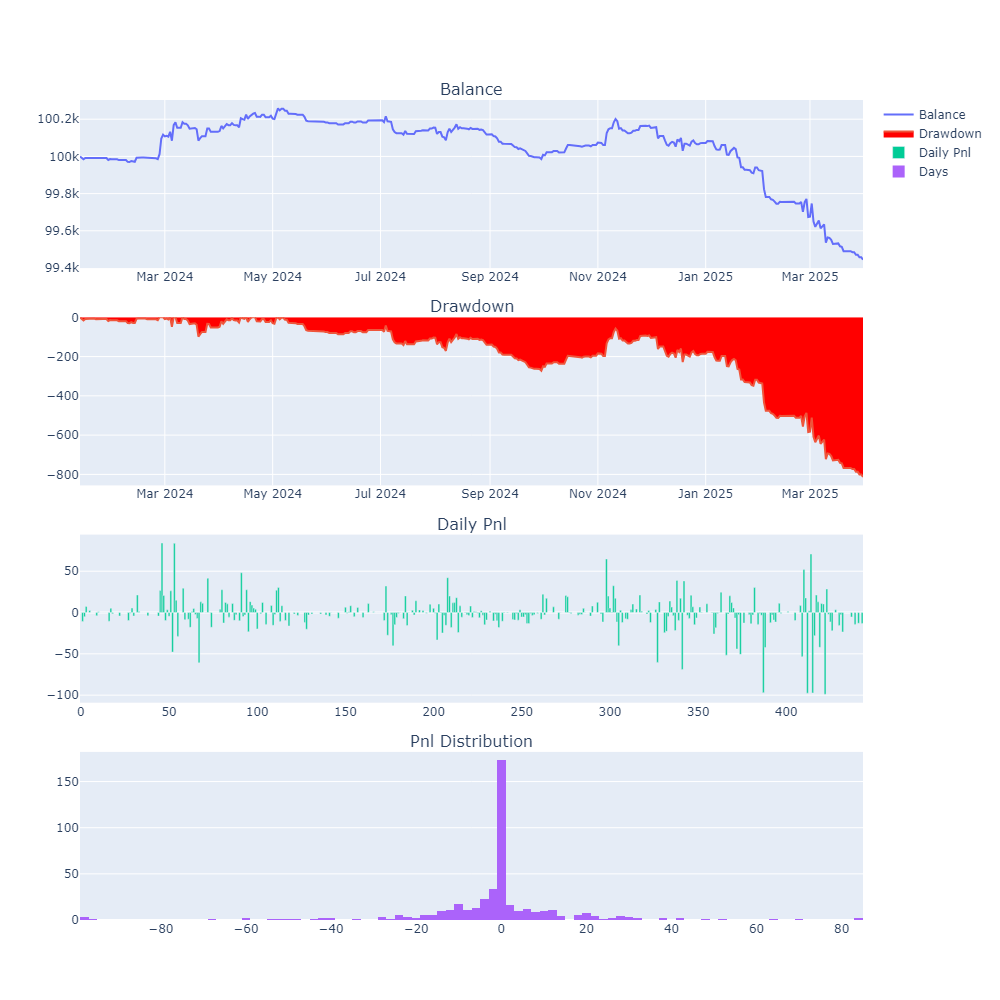 Balance
100.2k
100k
99.8k
99.6k
99.4k
Mar 2024 May 2024 Jul 2024 Sep 2024 Nov 2024 Jan 2025 Mar 2025
Balance
Drawdown
Daily Pnl
Days
Drawdown
0
−200
−400
−600
−800
Mar 2024 May 2024 Jul 2024 Sep 2024 Nov 2024 Jan 2025 Mar 2025
Daily Pnl
50
0
−50
−100
0 50 100 150 200 250 300 350 400
Pnl Distribution
150
100
50
0
−80 −60 −40 −20 0 20 40 60 80